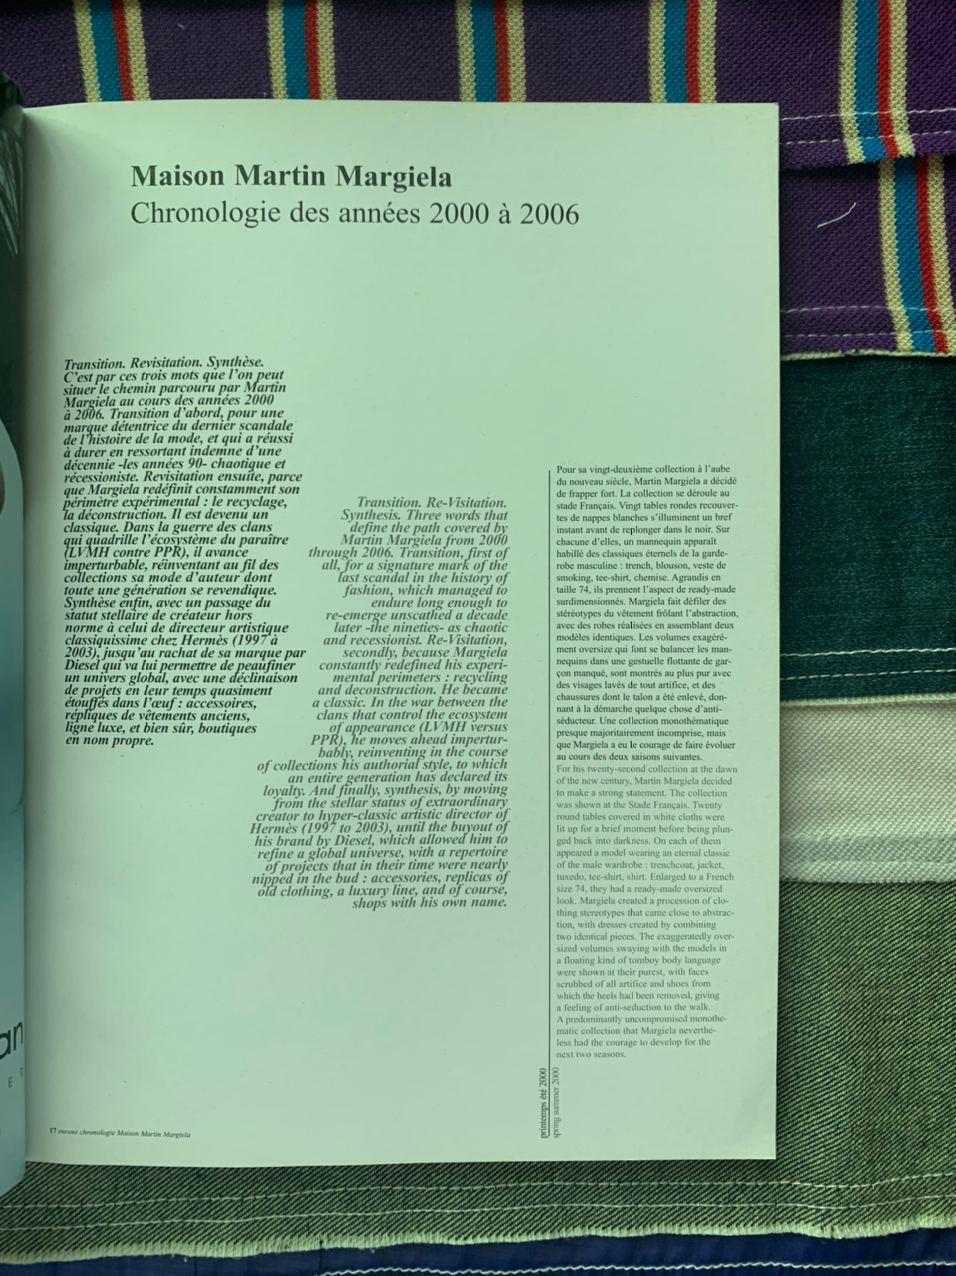 Maison Martin Margiela
Chronologie des années 2000 à 2006
Transition. Revisitation. Synthèse.
C'est par ces trois mots que l'on peut
situer le chemin parcouru par Martin
Margiela au cours des années 2000
à 2006. Transition d'abord, pour une
marque détentrice du dernier scandale
de l'histoire de la mode, et qui a réussi
à durer en ressortant indemne d'une
décennie -les années 90- chaotique et
récessioniste. Revisitation ensuite, parce
que Margiela redéfinit constamment son
périmètre expérimental : le recyclage,
la déconstruction. Il est devenu un
classique. Dans la guerre des clans
qui quadrille l'écosystème du paraître
(LVMH contre PPR), il avance
imperturbable, réinventant au fil des
collections sa mode d'auteur dont
toute une génération se revendique.
Synthèse enfin, avec un passage du
statut stellaire de créateur hors
norme à celui de directeur artistique
classiquissime chez Hermès (1997 à
2003), jusqu'au rachat de sa marque par
Diesel qui va lui permettre de peaufiner
un univers global, avec une déclinaison
de projets en leur temps quasiment
étouffés dans l'œuf : accessoires,
répliques de vêtements anciens,
ligne luxe, et bien sûr, boutiques
en nom propre.
Transition. Re-Visitation.
Synthesis. Three words that
define the path covered by
Martin Margiela from 2000
through 2006. Transition, first of
all, for a signature mark of the
last scandal in the history of
fashion, which managed to
endure long enough to
re-emerge unscathed a decade
later -the nineties- as chaotic
and recessionist. Re-Visitation,
secondly, because Margiela
constantly redefined his experi-
mental perimeters : recycling
and deconstruction. He became
a classic. In the war between the
clans that control the ecosystem
of appearance (LVMH versus
PPR), he moves ahead impertur-
bably, reinventing in the course
of collections his authorial style, to which
an entire generation has declared its
loyalty. And finally, synthesis, by moving
from the stellar status of extraordinary
creator to hyper-classic artistic director of
Hermès (1997 to 2003), until the buyout of
his brand by Diesel, which allowed him to
refine a global universe, with a repertoire
of projects that in their time were nearly
nipped in the bud : accessories, replicas of
old clothing, a luxury line, and of course,
shops with his own name.
Pour sa vingt-deuxième collection à l'aube
du nouveau siècle, Martin Margiela a décidé
de frapper fort. La collection se déroule au
stade Français. Vingt tables rondes recouver-
tes de nappes blanches s'illuminent un bref
instant avant de replonger dans le noir. Sur
chacune d'elles, un mannequin apparaît
habillé des classiques éternels de la garde-
robe masculine : trench, blouson, veste de
smoking, tee-shirt, chemise. Agrandis en
taille 74, ils prennent l'aspect de ready-made
surdimensionnés. Margiela fait défiler des
stéréotypes du vêtement frôlant l'abstraction,
avec des robes réalisées en assemblant deux
modèles identiques. Les volumes exagéré-
ment oversize qui font se balancer les man-
nequins dans une gestuelle flottante de gar-
çon manqué, sont montrés au plus pur avec
des visages lavés de tout artifice, et des
chaussures dont le talon a été enlevé, don-
nant à la démarche quelque chose d'anti-
séducteur. Une collection monothématique
presque majoritairement incomprise, mais
que Margiela a eu le courage de faire évoluer
au cours des deux saisons suivantes.
For his twenty-second collection at the dawn
of the new century, Martin Margiela decided
to make a strong statement. The collection
was shown at the Stade Français. Twenty
round tables covered in white cloths were
lit up for a brief moment before being plun-
ged back into darkness. On each of them
appeared a model wearing an eternal classic
of the male wardrobe : trenchcoat, jacket,
tuxedo, tee-shirt, shirt. Enlarged to a French
size 74, they had a ready-made oversized
look. Margiela created a procession of clo-
thing stereotypes that came close to abstrac-
tion, with dresses created by combining
two identical pieces. The exaggeratedly over-
sized volumes swaying with the models in
a floating kind of tomboy body language
were shown at their purest, with faces
scrubbed of all artifice and shoes from
which the heels had been removed, giving
a feeling of anti-seduction to the walk.
A predominantly uncompromised monothe-
matic collection that Margiela neverthe-
less had the courage to develop for the
next two seasons.
printemps été 2000
spring summer 2000
17 encens chronologie Maison Martin Margiela